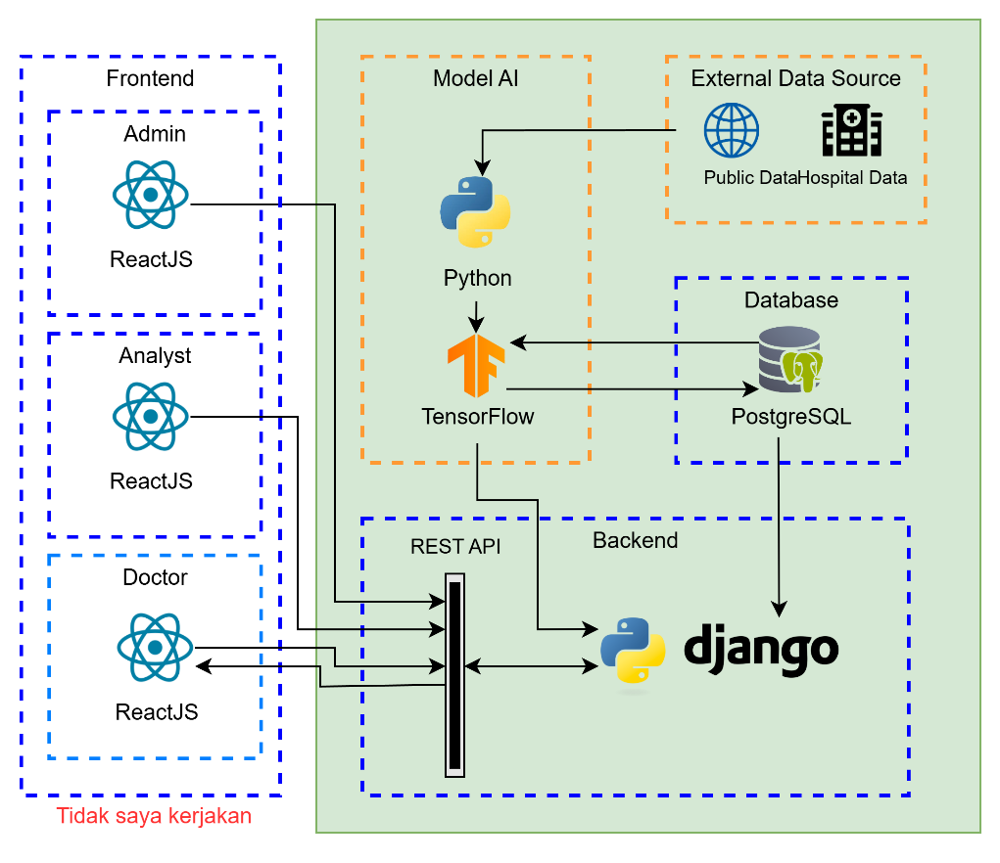 Frontend
Admin
ReactJS
Analyst
ReactJS
Doctor
ReactJS
Tidak saya kerjakan
Model AI
Python
TensorFlow
External Data Source
Public Data
Hospital Data
Database
PostgreSQL
Backend
REST API
django